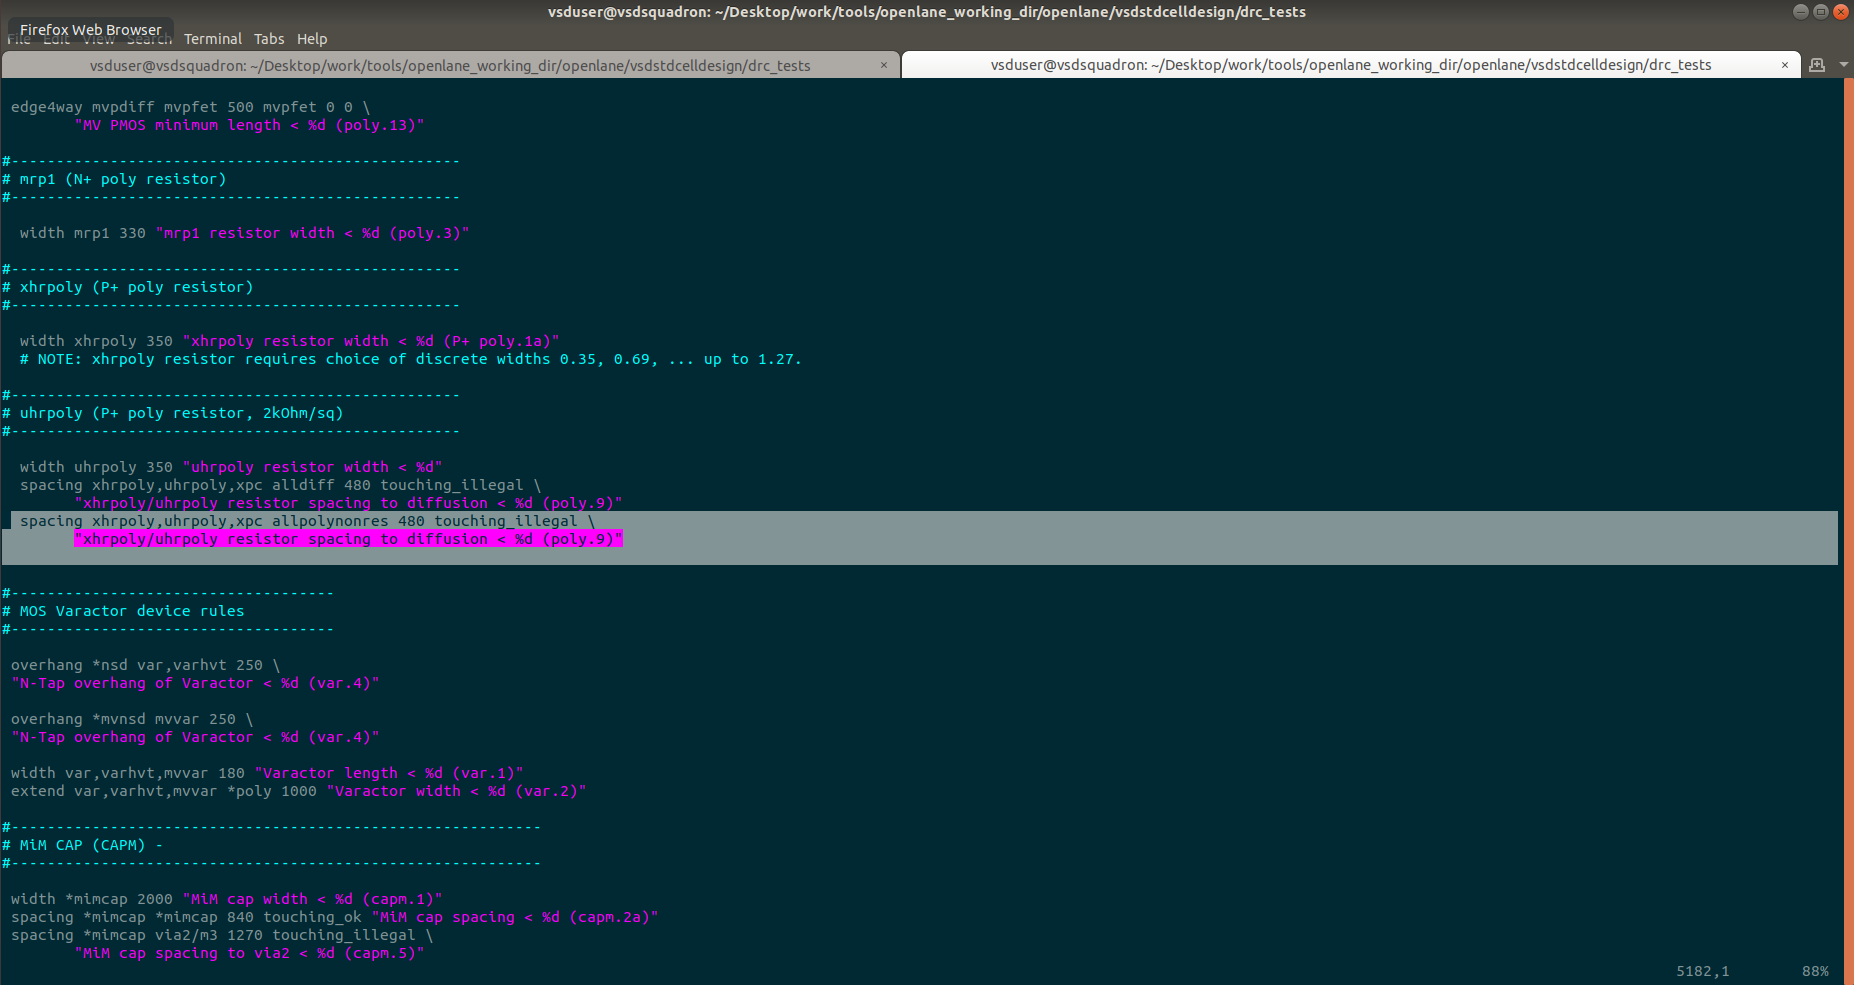 vsduser@vsdsquadron: ~/Desktop/work/tools/openlane_working_dir/openlane/vsdstdcelldesign/drc_tests
Firefox Web Browser
File Edit View Search Terminal Tabs Help
vsduser@vsdsquadron: ~/Desktop/work/tools/openlane_working_dir/openlane/vsdstdcelldesign/drc_tests × vsduser@vsdsquadron: ~/Desktop/work/tools/openlane_working_dir/openlane/vsdstdcelldesign/drc_tests ×
edge4way mvpdiff mvpfet 500 mvpfet 0 0 \
"MV PMOS minimum length < %d (poly.13)"
#--------------------------------------------------
# mrp1 (N+ poly resistor)
#--------------------------------------------------
width mrp1 330 "mrp1 resistor width < %d (poly.3)"
#--------------------------------------------------
# xhrpoly (P+ poly resistor)
#--------------------------------------------------
width xhrpoly 350 "xhrpoly resistor width < %d (P+ poly.1a)"
# NOTE: xhrpoly resistor requires choice of discrete widths 0.35, 0.69, ... up to 1.27.
#--------------------------------------------------
# uhrpoly (P+ poly resistor, 2kOhm/sq)
#--------------------------------------------------
width uhrpoly 350 "uhrpoly resistor width < %d"
spacing xhrpoly,uhrpoly,xpc alldiff 480 touching_illegal \
"xhrpoly/uhrpoly resistor spacing to diffusion < %d (poly.9)"
spacing xhrpoly,uhrpoly,xpc allpolynonres 480 touching_illegal \
"xhrpoly/uhrpoly resistor spacing to diffusion < %d (poly.9)"
#------------------------------------
# MOS Varactor device rules
#------------------------------------
overhang *nsd var,varhvt 250 \
"N-Tap overhang of Varactor < %d (var.4)"
overhang *mvnsd mvvar 250 \
"N-Tap overhang of Varactor < %d (var.4)"
width var,varhvt,mvvar 180 "Varactor length < %d (var.1)"
extend var,varhvt,mvvar *poly 1000 "Varactor width < %d (var.2)"
#-----------------------------------------------------------
# MiM CAP (CAPM) -
#-----------------------------------------------------------
width *mimcap 2000 "MiM cap width < %d (capm.1)"
spacing *mimcap *mimcap 840 touching_ok "MiM cap spacing < %d (capm.2a)"
spacing *mimcap via2/m3 1270 touching_illegal \
"MiM cap spacing to via2 < %d (capm.5)"
5182,1 88%